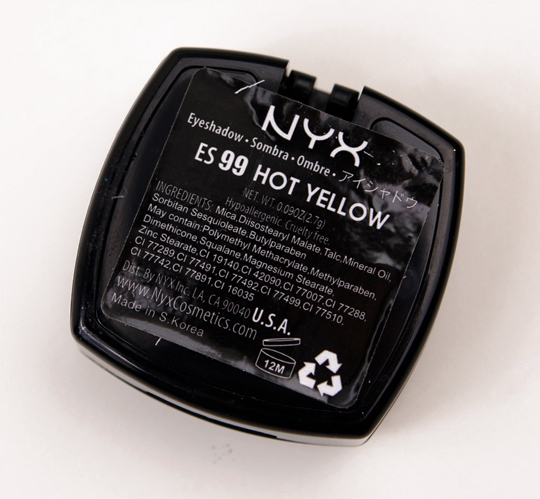 NYX
Eyeshadow • Sombra • Ombre • アイシャドウ
ES 99 HOT YELLOW
NET. WT. 0.09OZ(2.7g)
Hypoallergenic, Cruelty free
INGREDIENTS: Mica,Diisostearyl Malate,Talc,Mineral Oil,
Sorbitan Sesquioleate,Butylparaben
May contain:Polymethyl Methacrylate,Methylparaben,
Dimethicone,Squalane,Magnesium Stearate
Zinc Stearate,CI 19140,CI 42090,CI 77007,CI 77288,
CI 77289,CI 77491,CI 77492,CI 77499,CI 77510,
CI 77742,CI 77891,CI 16035
Dist. By NYX Inc. LA, CA 90040 U.S.A.
www.NyxCosmetics.com
Made in S.Korea
12M